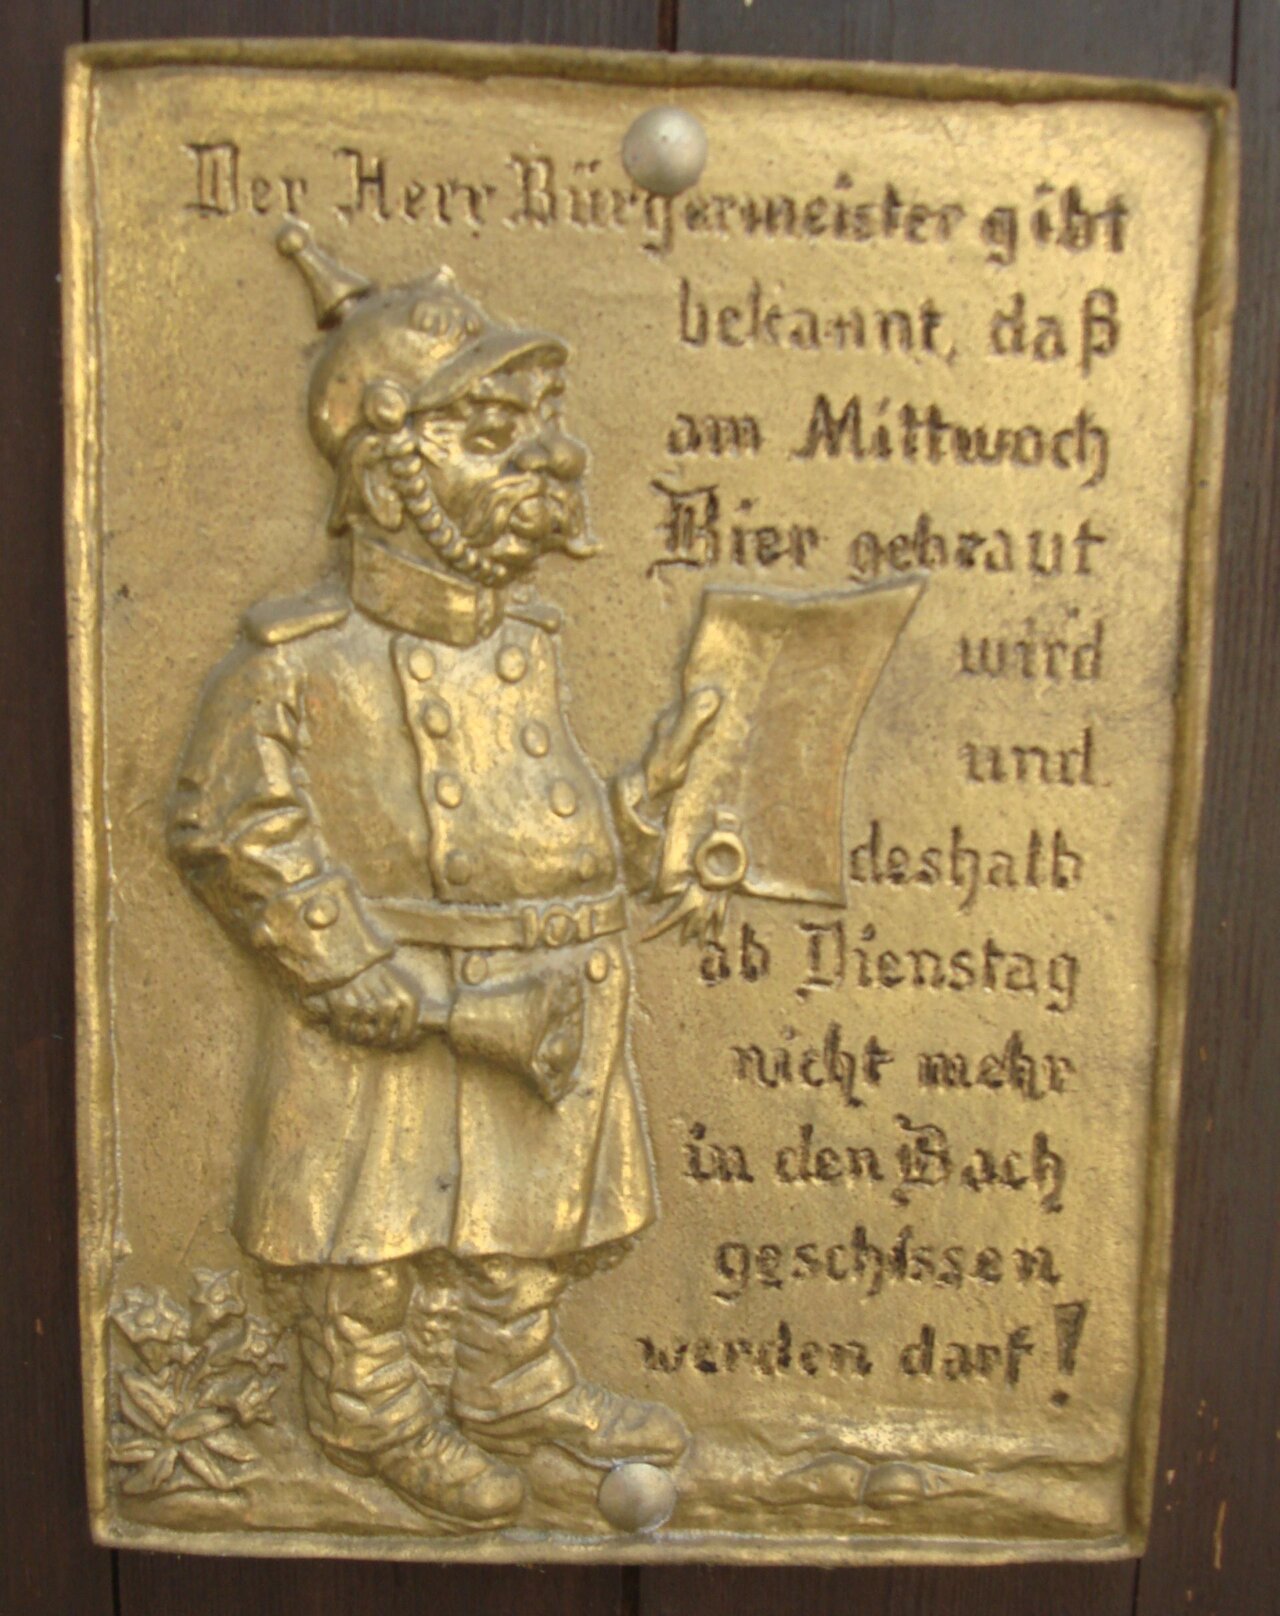 Der Herr Bürgermeister gibt
bekannt, daß
am Mittwoch
Bier gebraut
wird
und
deshalb
ab Dienstag
nicht mehr
in den Bach
geschissen
werden darf!